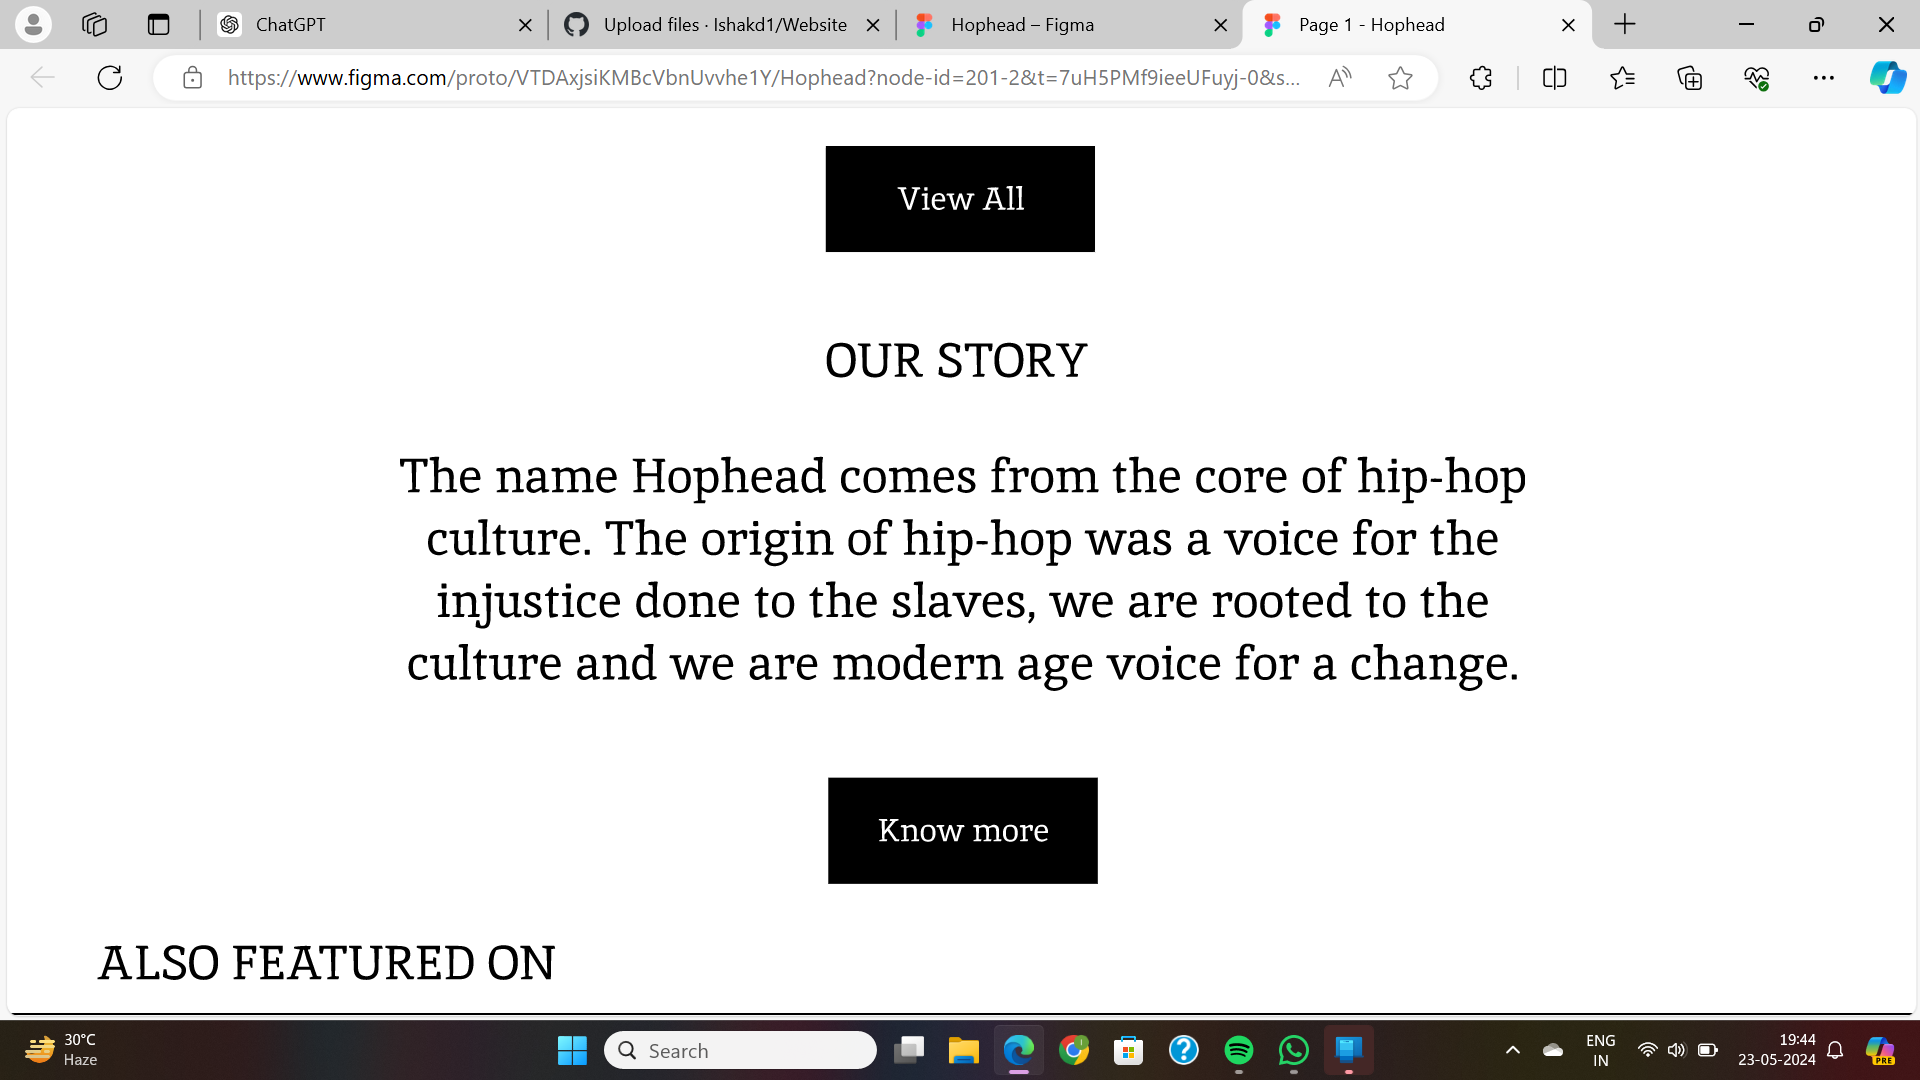 ChatGPT
Upload files · Ishakd1/Website
Hophead – Figma
Page 1 - Hophead
https://www.figma.com/proto/VTDAxjsiKMBcVbnUvvhe1Y/Hophead?node-id=201-2&t=7uH5PMf9ieeUFuyj-0&s...
View All
OUR STORY
The name Hophead comes from the core of hip-hop
culture. The origin of hip-hop was a voice for the
injustice done to the slaves, we are rooted to the
culture and we are modern age voice for a change.
Know more
ALSO FEATURED ON
30°C
Haze
Search
ENG
IN
19:44
23-05-2024
PRE